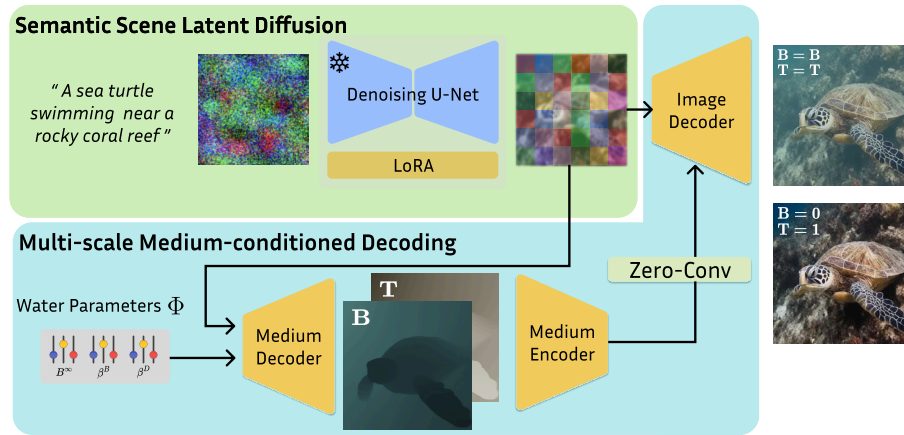 Semantic Scene Latent Diffusion
“ A sea turtle
swimming near a
rocky coral reef ”
Denoising U-Net
LoRA
Image
Decoder
B = B
T = T
B = 0
T = 1
Multi-scale Medium-conditioned Decoding
Water Parameters Φ
B^∞ β^B β^D
Medium
Decoder
T
B
Medium
Encoder
Zero-Conv